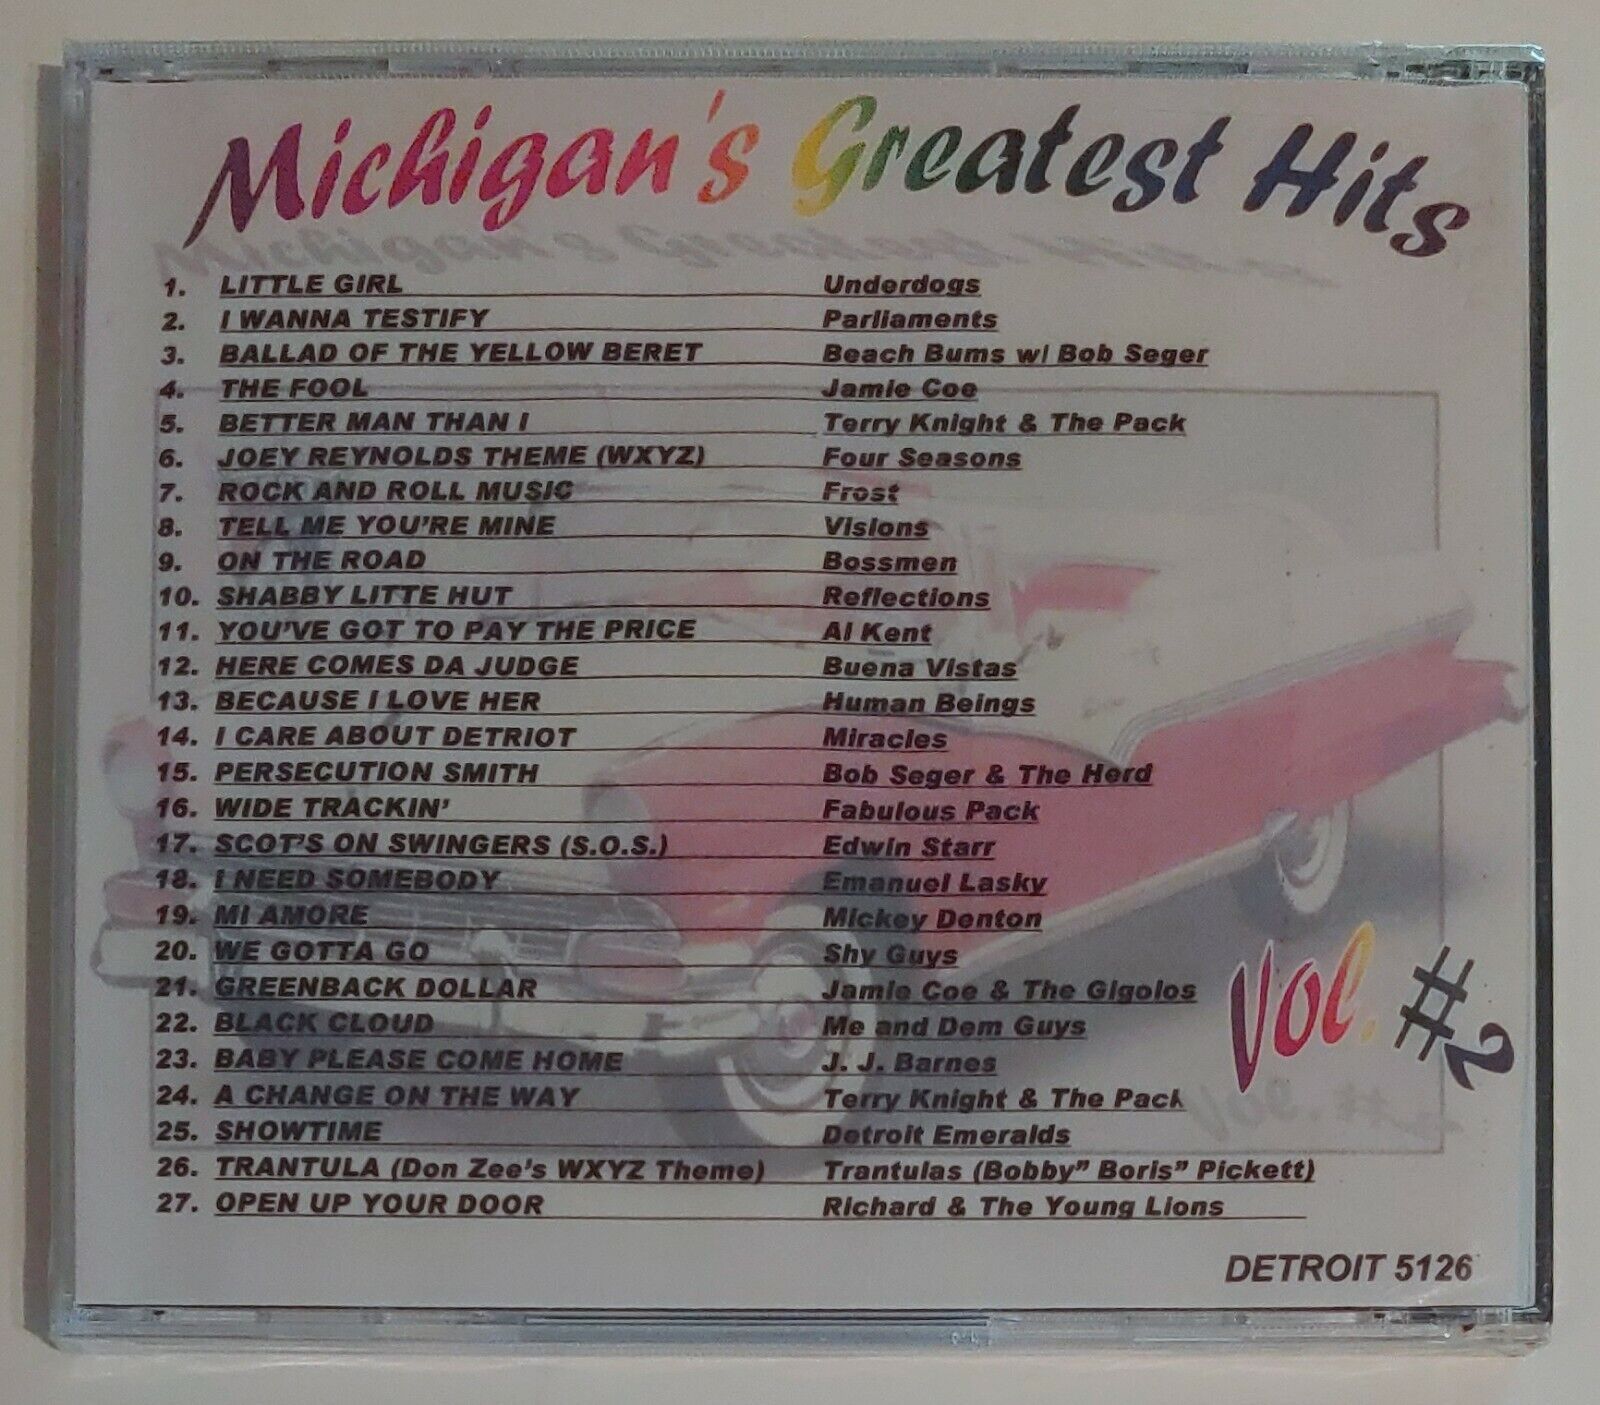 Michigan's Greatest Hits
1. LITTLE GIRL Underdogs
2. I WANNA TESTIFY Parliaments
3. BALLAD OF THE YELLOW BERET Beach Bums w/ Bob Seger
4. THE FOOL Jamie Coe
5. BETTER MAN THAN I Terry Knight & The Pack
6. JOEY REYNOLDS THEME (WXYZ) Four Seasons
7. ROCK AND ROLL MUSIC Frost
8. TELL ME YOU'RE MINE Visions
9. ON THE ROAD Bossmen
10. SHABBY LITTE HUT Reflections
11. YOU'VE GOT TO PAY THE PRICE Al Kent
12. HERE COMES DA JUDGE Buena Vistas
13. BECAUSE I LOVE HER Human Beings
14. I CARE ABOUT DETRIOT Miracles
15. PERSECUTION SMITH Bob Seger & The Herd
16. WIDE TRACKIN' Fabulous Pack
17. SCOT'S ON SWINGERS (S.O.S.) Edwin Starr
18. I NEED SOMEBODY Emanuel Lasky
19. MI AMORE Mickey Denton
20. WE GOTTA GO Shy Guys
21. GREENBACK DOLLAR Jamie Coe & The Gigolos
22. BLACK CLOUD Me and Dem Guys
23. BABY PLEASE COME HOME J. J. Barnes
24. A CHANGE ON THE WAY Terry Knight & The Pack
25. SHOWTIME Detroit Emeralds
26. TRANTULA (Don Zee's WXYZ Theme) Trantulas (Bobby" Boris" Pickett)
27. OPEN UP YOUR DOOR Richard & The Young Lions
Vol. #2
DETROIT 5126